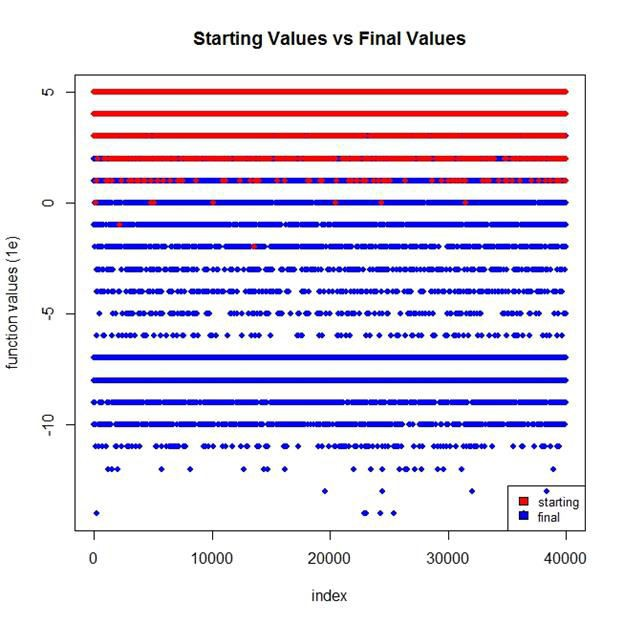 Starting Values vs Final Values
function values (1e)
5
0
-5
-10
starting
final
0 10000 20000 30000 40000
index